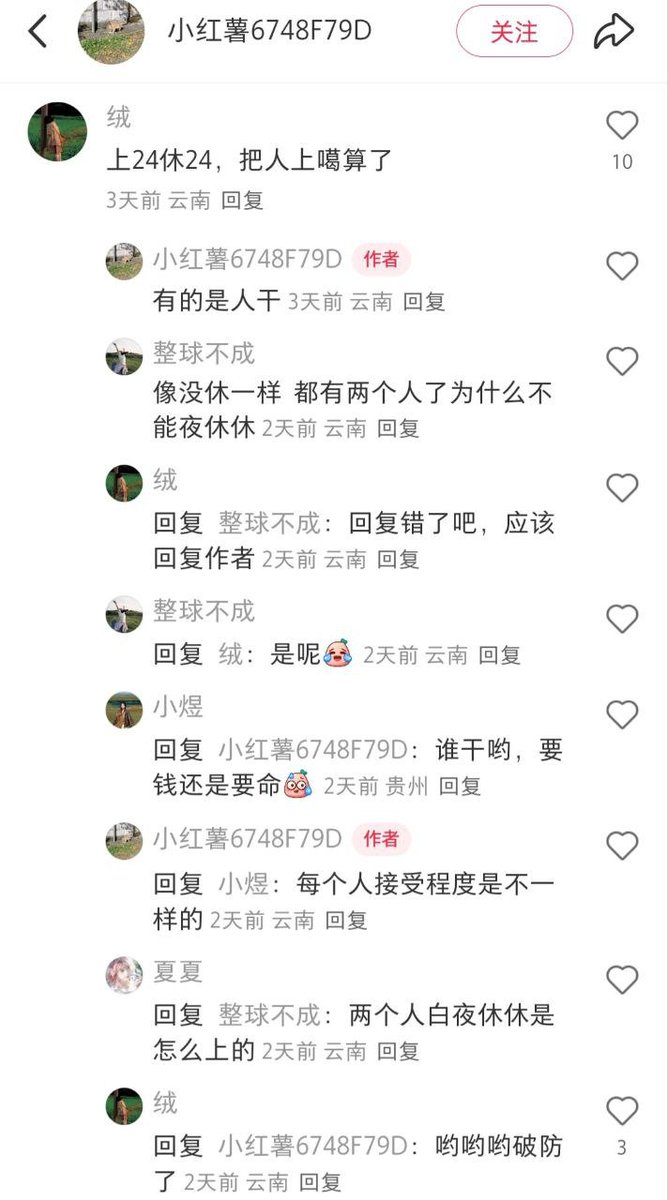 小红薯6748F79D
关注
绒
上24休24，把人上噶算了
10
3天前 云南 回复
小红薯6748F79D 作者
有的是人干 3天前 云南 回复
整球不成
像没休一样 都有两个人了为什么不
能夜休休 2天前 云南 回复
绒
回复 整球不成：回复错了吧，应该
回复作者 2天前 云南 回复
整球不成
回复 绒：是呢 2天前 云南 回复
小煜
回复 小红薯6748F79D：谁干哟，要
钱还是要命 2天前 贵州 回复
小红薯6748F79D 作者
回复 小煜：每个人接受程度是不一
样的 2天前 云南 回复
夏夏
回复 整球不成：两个人白夜休休是
怎么上的 2天前 云南 回复
绒
回复 小红薯6748F79D：哟哟哟破防
3
了 2天前 云南 回复